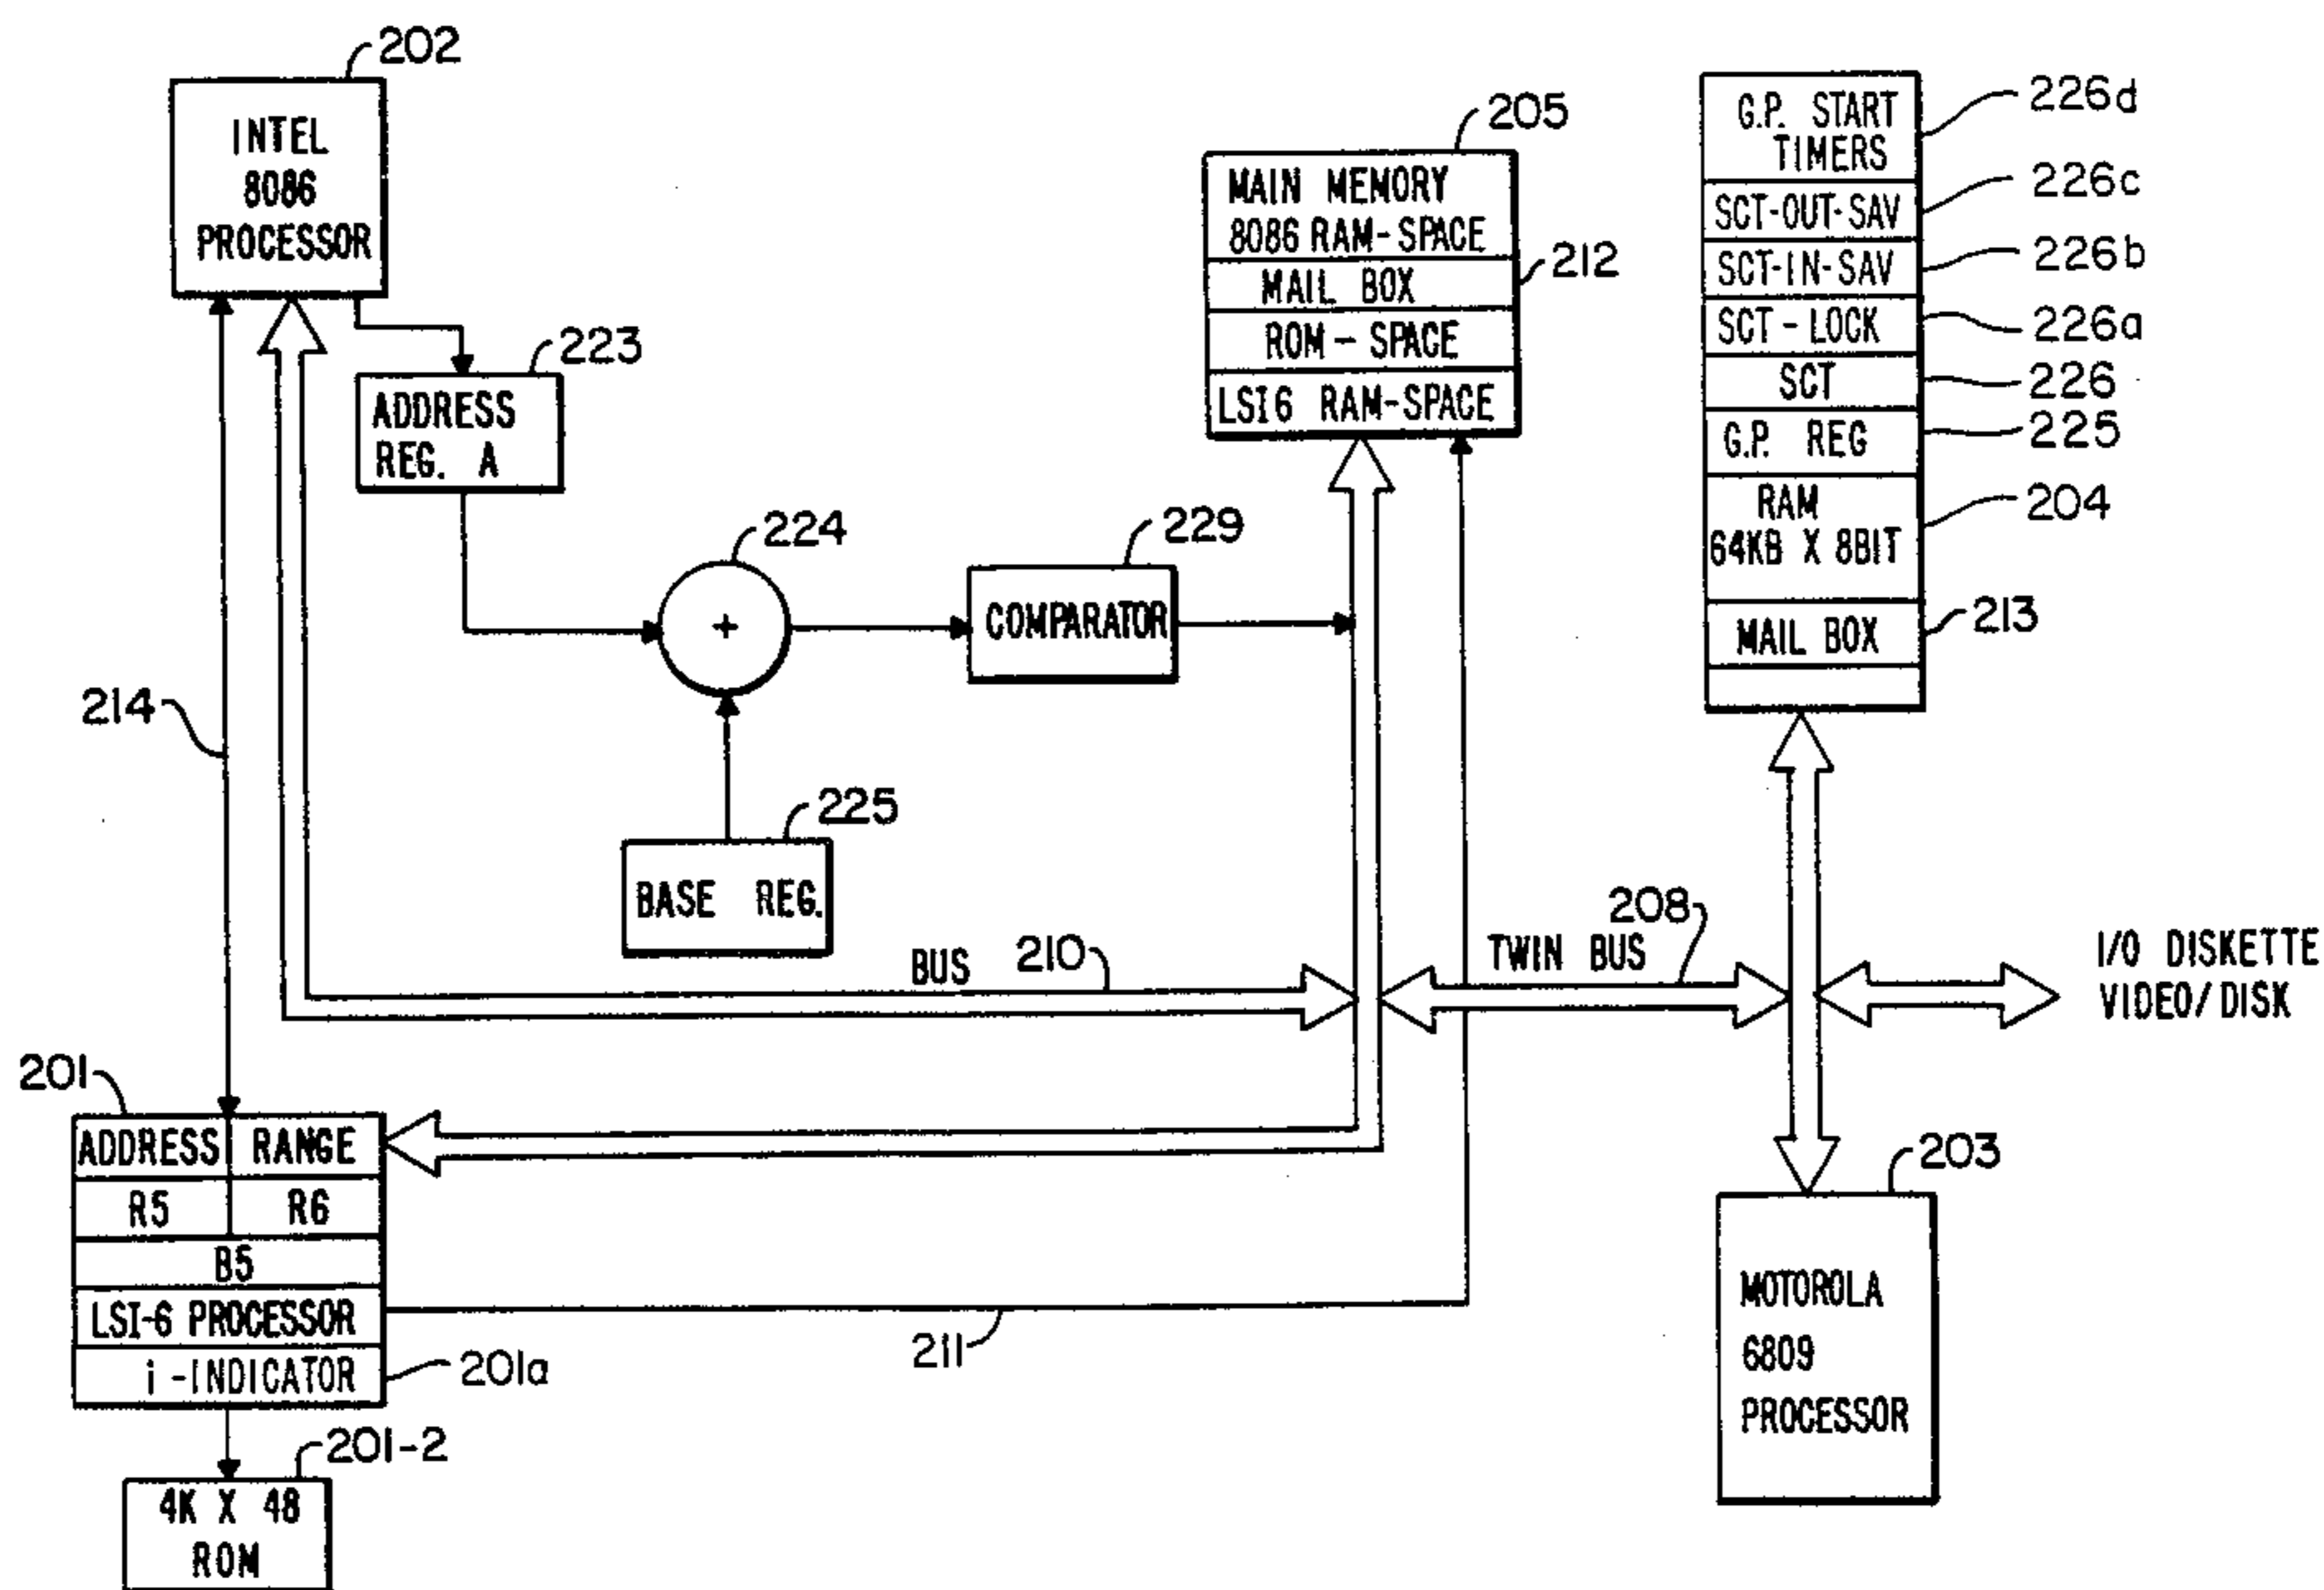 202
INTEL
8086
PROCESSOR
223
ADDRESS
REG. A
224
+
229
COMPARATOR
225
BASE REG.
214
205
MAIN MEMORY
8086 RAM-SPACE
MAIL BOX
212
ROM - SPACE
LSI6 RAM-SPACE
G.P. START
TIMERS
226d
SCT-OUT-SAV
226c
SCT-IN-SAV
226b
SCT - LOCK
226a
SCT
226
G.P. REG
225
RAM
64KB X 8BIT
204
MAIL BOX
213
BUS
210
TWIN BUS
208
I/O DISKETTE
VIDEO/DISK
201
ADDRESS RANGE
R5 R6
B5
LSI-6 PROCESSOR
i-INDICATOR
201a
211
201-2
4K X 48
ROM
203
MOTOROLA
6809
PROCESSOR